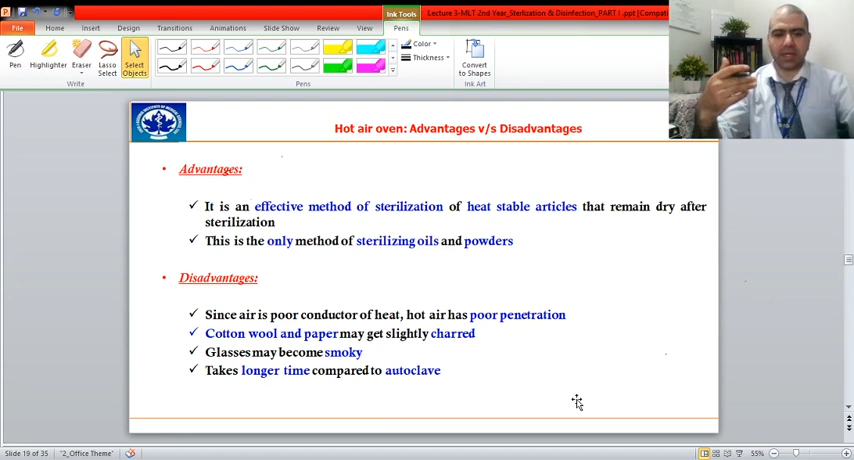 Ink Tools
Lecture 3-MLT 2nd Year_Sterlization & Disinfection_PART I .ppt [Compati
File
Home
Insert
Design
Transitions
Animations
Slide Show
Review
View
Pens
Pen
Highlighter
Eraser
Lasso Select
Select Objects
Color
Thickness
Convert to Shapes
Write
Pens
Ink Art
Hot air oven: Advantages v/s Disadvantages
• Advantages:
✓ It is an effective method of sterilization of heat stable articles that remain dry after
sterilization
✓ This is the only method of sterilizing oils and powders
• Disadvantages:
✓ Since air is poor conductor of heat, hot air has poor penetration
✓ Cotton wool and paper may get slightly charred
✓ Glasses may become smoky
✓ Takes longer time compared to autoclave
Slide 19 of 35
"2_Office Theme"
55%